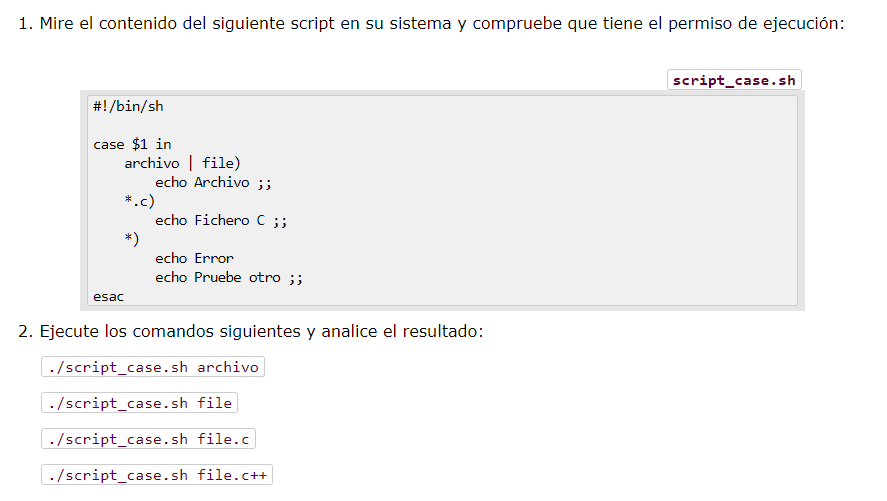 1. Mire el contenido del siguiente script en su sistema y compruebe que tiene el permiso de ejecución:
script_case.sh
#!/bin/sh
case $1 in
archivo | file)
echo Archivo ;;
*.c)
echo Fichero C ;;
*)
echo Error
echo Pruebe otro ;;
esac
2. Ejecute los comandos siguientes y analice el resultado:
./script_case.sh archivo
./script_case.sh file
./script_case.sh file.c
./script_case.sh file.c++